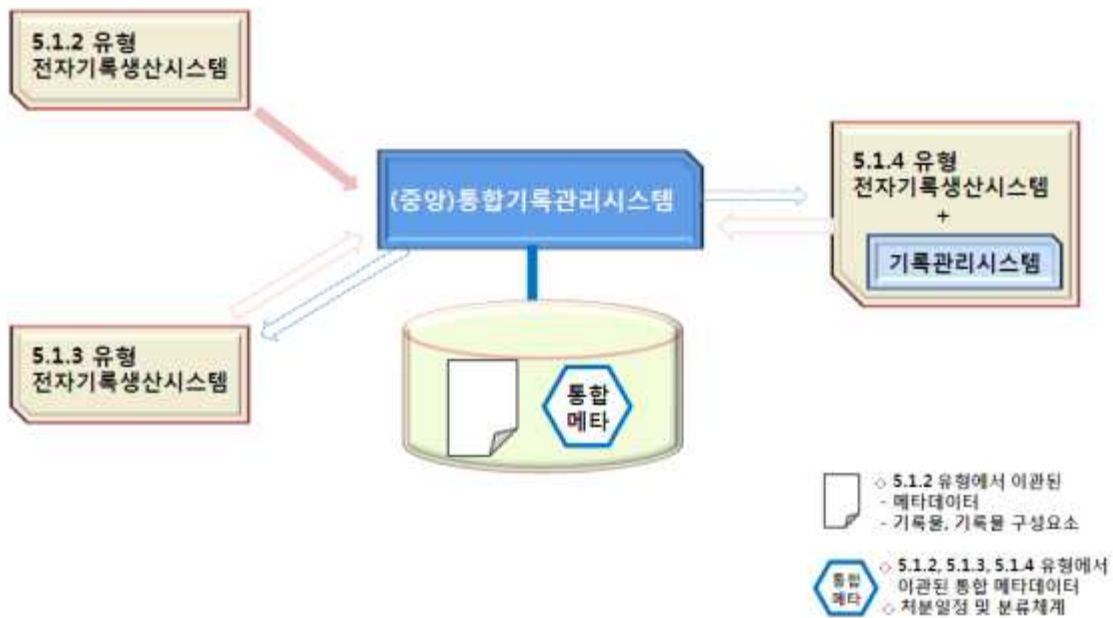 5.1.2 유형
전자기록생산시스템
(중앙)통합기록관리시스템
5.1.4 유형
전자기록생산시스템
+
기록관리시스템
5.1.3 유형
전자기록생산시스템
통합
메타
◇ 5.1.2 유형에서 이관된
- 메타데이터
- 기록물, 기록물 구성요소
통합
메타
◇ 5.1.2, 5.1.3, 5.1.4 유형에서
이관된 통합 메타데이터
◇ 처분일정 및 분류체계